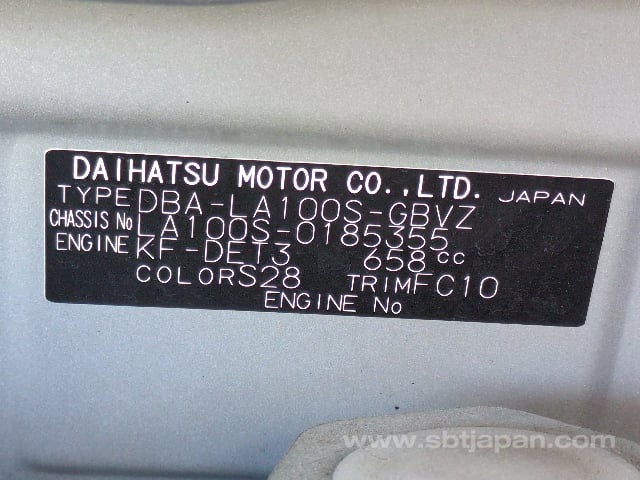 DAIHATSU MOTOR CO.,LTD. JAPAN
TYPE DBA-LA100S-GBVZ
CHASSIS No LA100S-0185355
ENGINE KF-DET3 658cc
COLOR S28 TRIM FC10
ENGINE No
www.sbtjapan.com